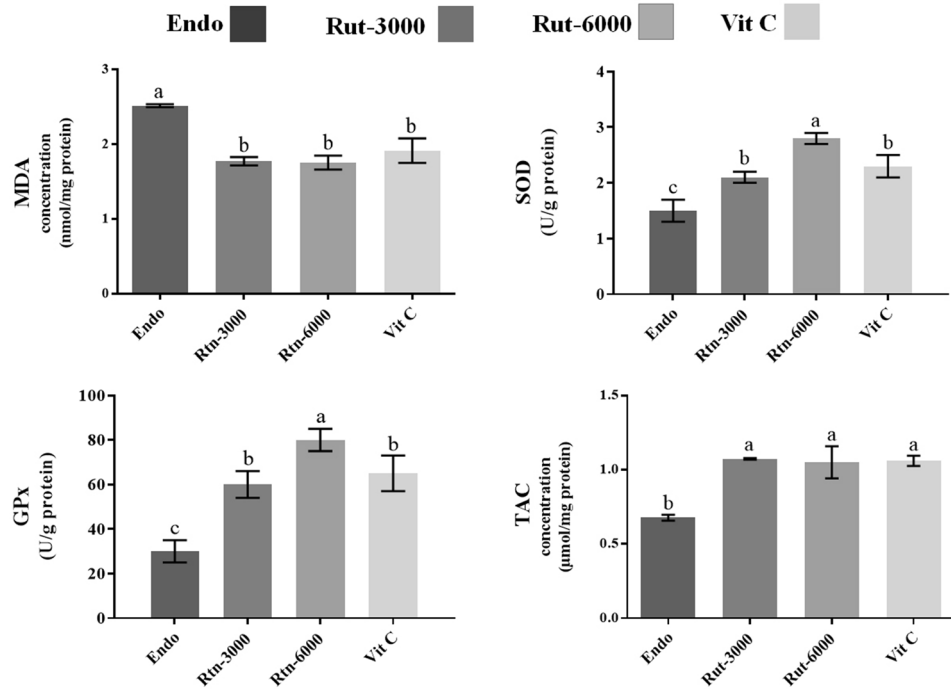 Endo Rut-3000 Rut-6000 Vit C
MDA
concentration
(nmol/mg protein)
3
2
1
0
a
b
b
b
Endo
Rtn-3000
Rtn-6000
Vit C
SOD
(U/g protein)
4
3
2
1
0
c
b
a
b
Endo
Rtn-3000
Rtn-6000
Vit C
GPx
(U/g protein)
100
80
60
40
20
0
c
b
a
b
Endo
Rtn-3000
Rtn-6000
Vit C
TAC
concentration
(µmol/mg protein)
1.5
1.0
0.5
0.0
b
a
a
a
Endo
Rut-3000
Rut-6000
Vit C